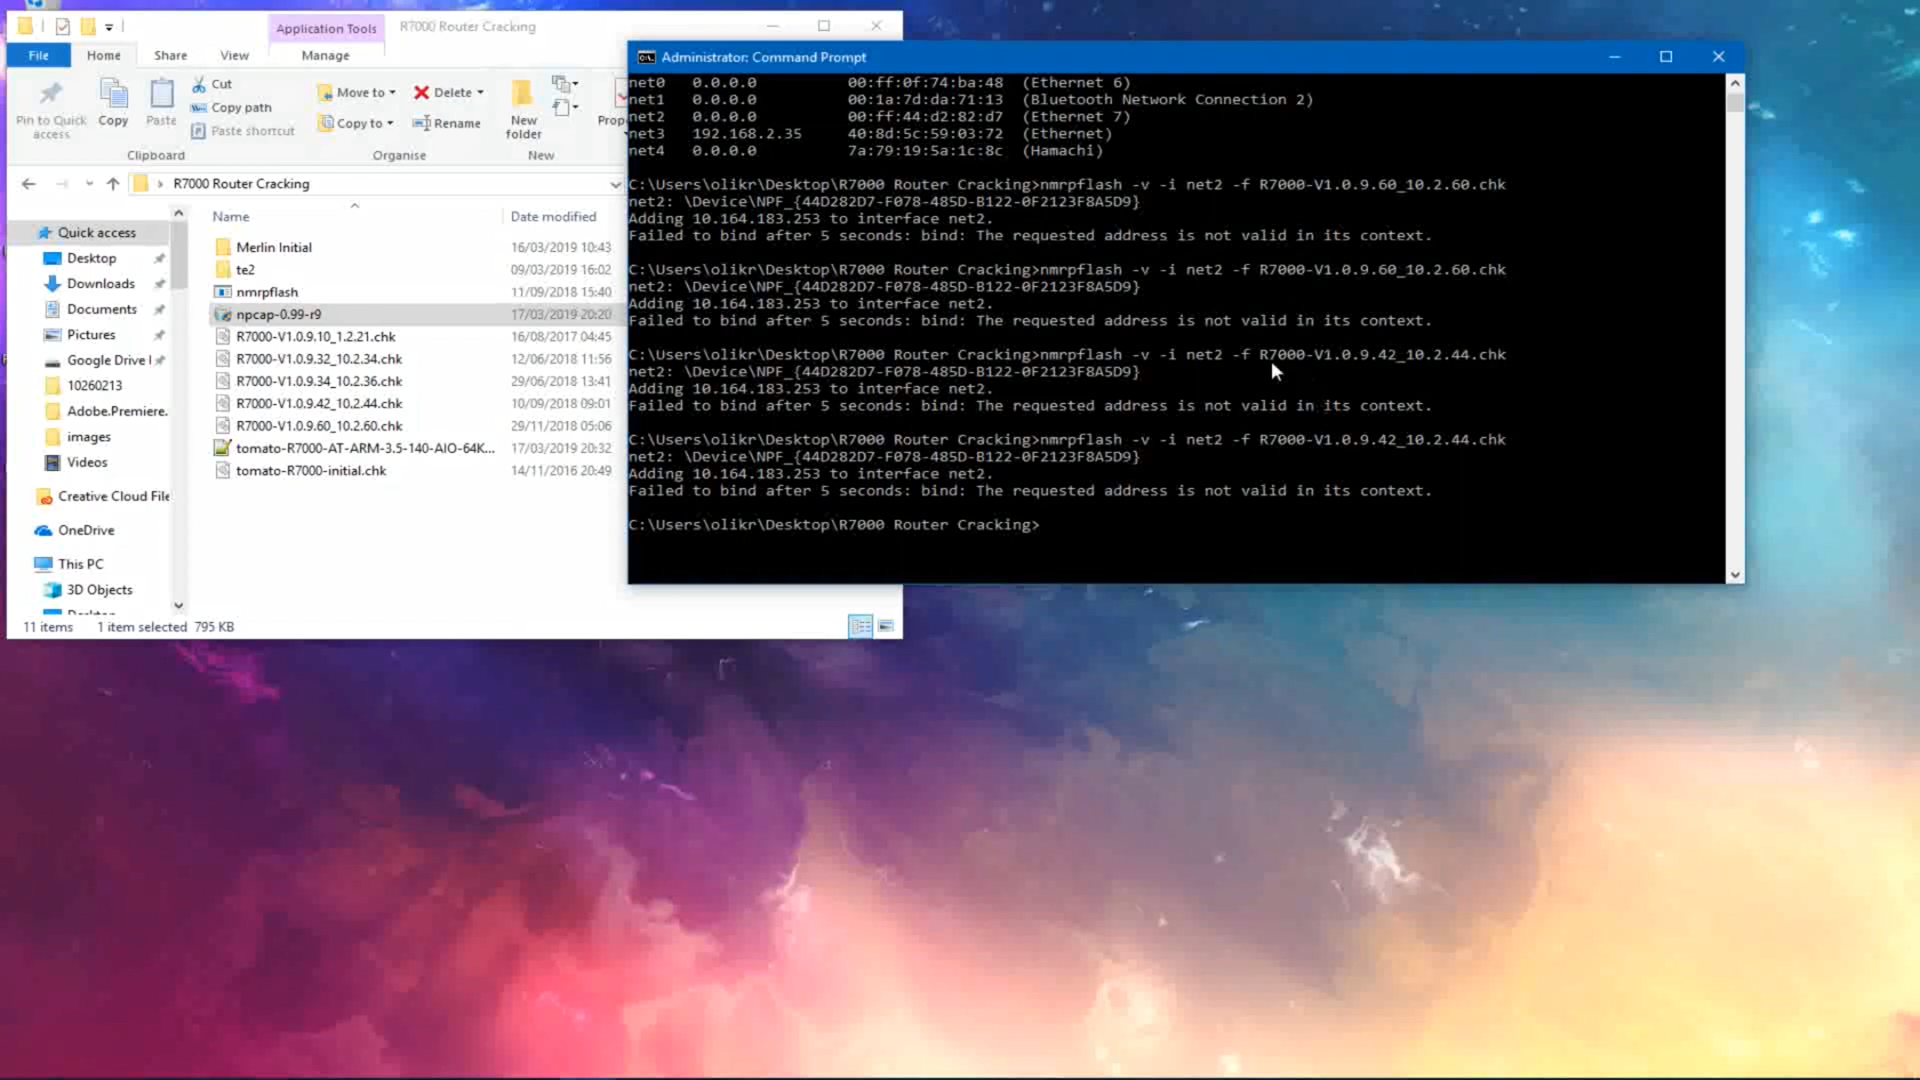 Application Tools
R7000 Router Cracking
File
Home
Share
View
Manage
Pin to Quick access
Copy
Paste
Cut
Copy path
Paste shortcut
Move to
Copy to
Delete
Rename
New folder
Clipboard
Organise
New
R7000 Router Cracking
Name
Date modified
Quick access
Desktop
Downloads
Documents
Pictures
Google Drive
10260213
Adobe.Premiere.
images
Videos
Creative Cloud File
OneDrive
This PC
3D Objects
Desktop
Merlin Initial 16/03/2019 10:43
te2 09/03/2019 16:02
nmrpflash 11/09/2018 15:40
npcap-0.99-r9 17/03/2019 20:20
R7000-V1.0.9.10_1.2.21.chk 16/08/2017 04:45
R7000-V1.0.9.32_10.2.34.chk 12/06/2018 11:56
R7000-V1.0.9.34_10.2.36.chk 29/06/2018 13:41
R7000-V1.0.9.42_10.2.44.chk 10/09/2018 09:01
R7000-V1.0.9.60_10.2.60.chk 29/11/2018 05:06
tomato-R7000-AT-ARM-3.5-140-AIO-64K... 17/03/2019 20:32
tomato-R7000-initial.chk 14/11/2016 20:49
11 items 1 item selected 795 KB
Administrator: Command Prompt
net0 0.0.0.0 00:ff:0f:74:ba:48 (Ethernet 6)
net1 0.0.0.0 00:1a:7d:da:71:13 (Bluetooth Network Connection 2)
net2 0.0.0.0 00:ff:44:d2:82:d7 (Ethernet 7)
net3 192.168.2.35 40:8d:5c:59:03:72 (Ethernet)
net4 0.0.0.0 7a:79:19:5a:1c:8c (Hamachi)
C:\Users\olikr\Desktop\R7000 Router Cracking>nmrpflash -v -i net2 -f R7000-V1.0.9.60_10.2.60.chk
net2: \Device\NPF_{44D282D7-F078-485D-B122-0F2123F8A5D9}
Adding 10.164.183.253 to interface net2.
Failed to bind after 5 seconds: bind: The requested address is not valid in its context.
C:\Users\olikr\Desktop\R7000 Router Cracking>nmrpflash -v -i net2 -f R7000-V1.0.9.60_10.2.60.chk
net2: \Device\NPF_{44D282D7-F078-485D-B122-0F2123F8A5D9}
Adding 10.164.183.253 to interface net2.
Failed to bind after 5 seconds: bind: The requested address is not valid in its context.
C:\Users\olikr\Desktop\R7000 Router Cracking>nmrpflash -v -i net2 -f R7000-V1.0.9.42_10.2.44.chk
net2: \Device\NPF_{44D282D7-F078-485D-B122-0F2123F8A5D9}
Adding 10.164.183.253 to interface net2.
Failed to bind after 5 seconds: bind: The requested address is not valid in its context.
C:\Users\olikr\Desktop\R7000 Router Cracking>nmrpflash -v -i net2 -f R7000-V1.0.9.42_10.2.44.chk
net2: \Device\NPF_{44D282D7-F078-485D-B122-0F2123F8A5D9}
Adding 10.164.183.253 to interface net2.
Failed to bind after 5 seconds: bind: The requested address is not valid in its context.
C:\Users\olikr\Desktop\R7000 Router Cracking>